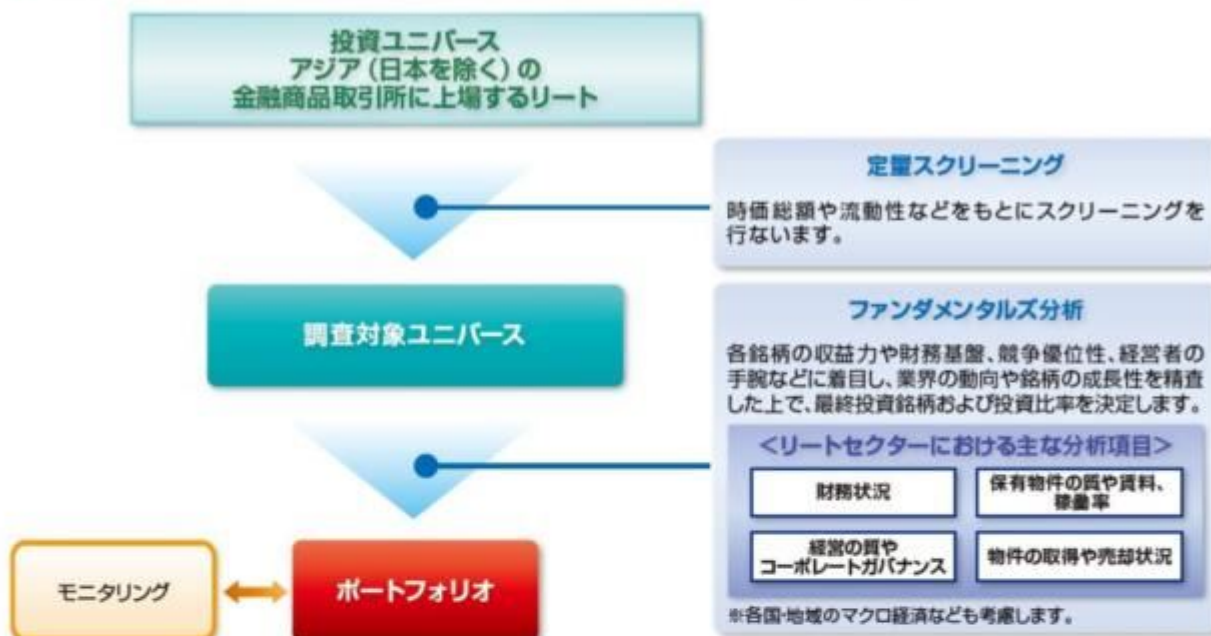 投資ユニバース
アジア（日本を除く）の
金融商品取引所に上場するリート
定量スクリーニング
時価総額や流動性などをもとにスクリーニングを
行ないます。
調査対象ユニバース
ファンダメンタルズ分析
各銘柄の収益力や財務基盤、競争優位性、経営者の
手腕などに着目し、業界の動向や銘柄の成長性を精査
した上で、最終投資銘柄および投資比率を決定します。
＜リートセクターにおける主な分析項目＞
財務状況
保有物件の質や賃料、
稼働率
経営の質や
コーポレートガバナンス
物件の取得や売却状況
※各国・地域のマクロ経済なども考慮します。
モニタリング
ポートフォリオ